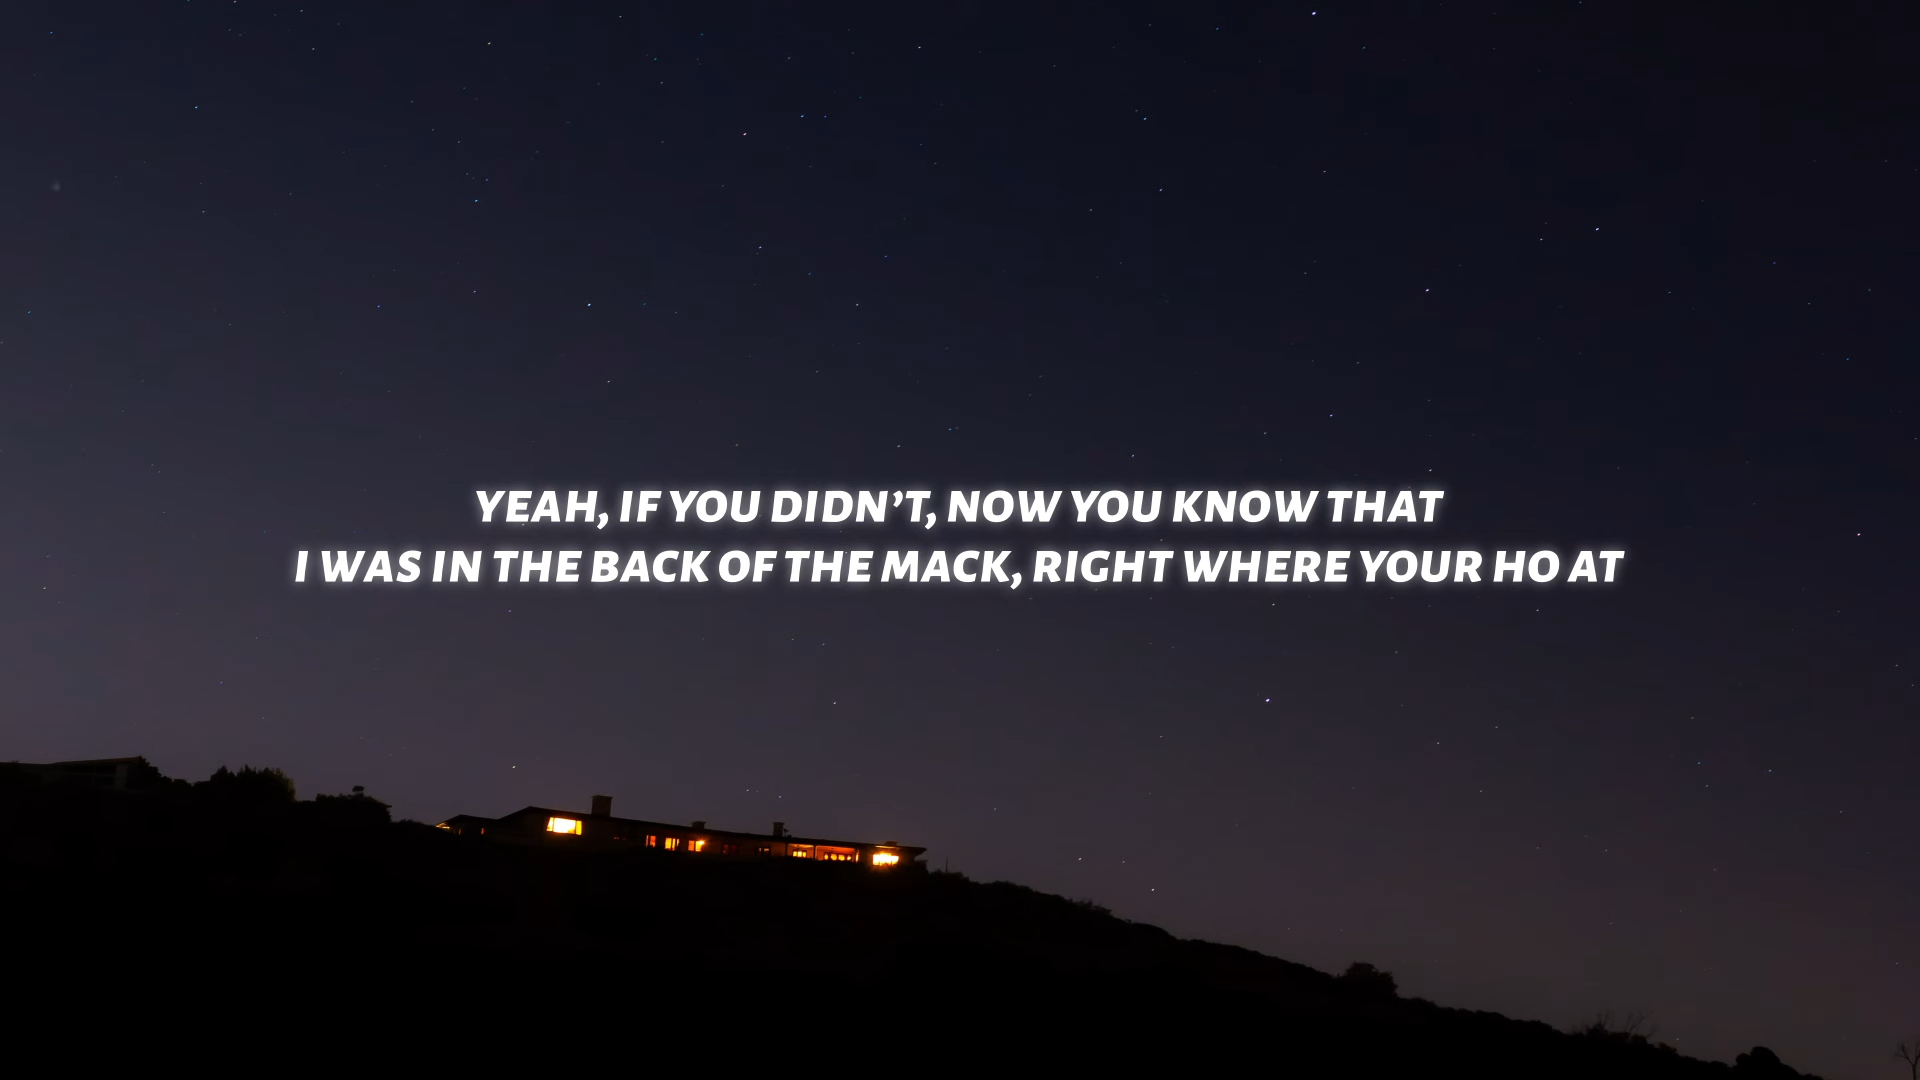 YEAH, IF YOU DIDN’T, NOW YOU KNOW THAT
I WAS IN THE BACK OF THE MACK, RIGHT WHERE YOUR HO AT